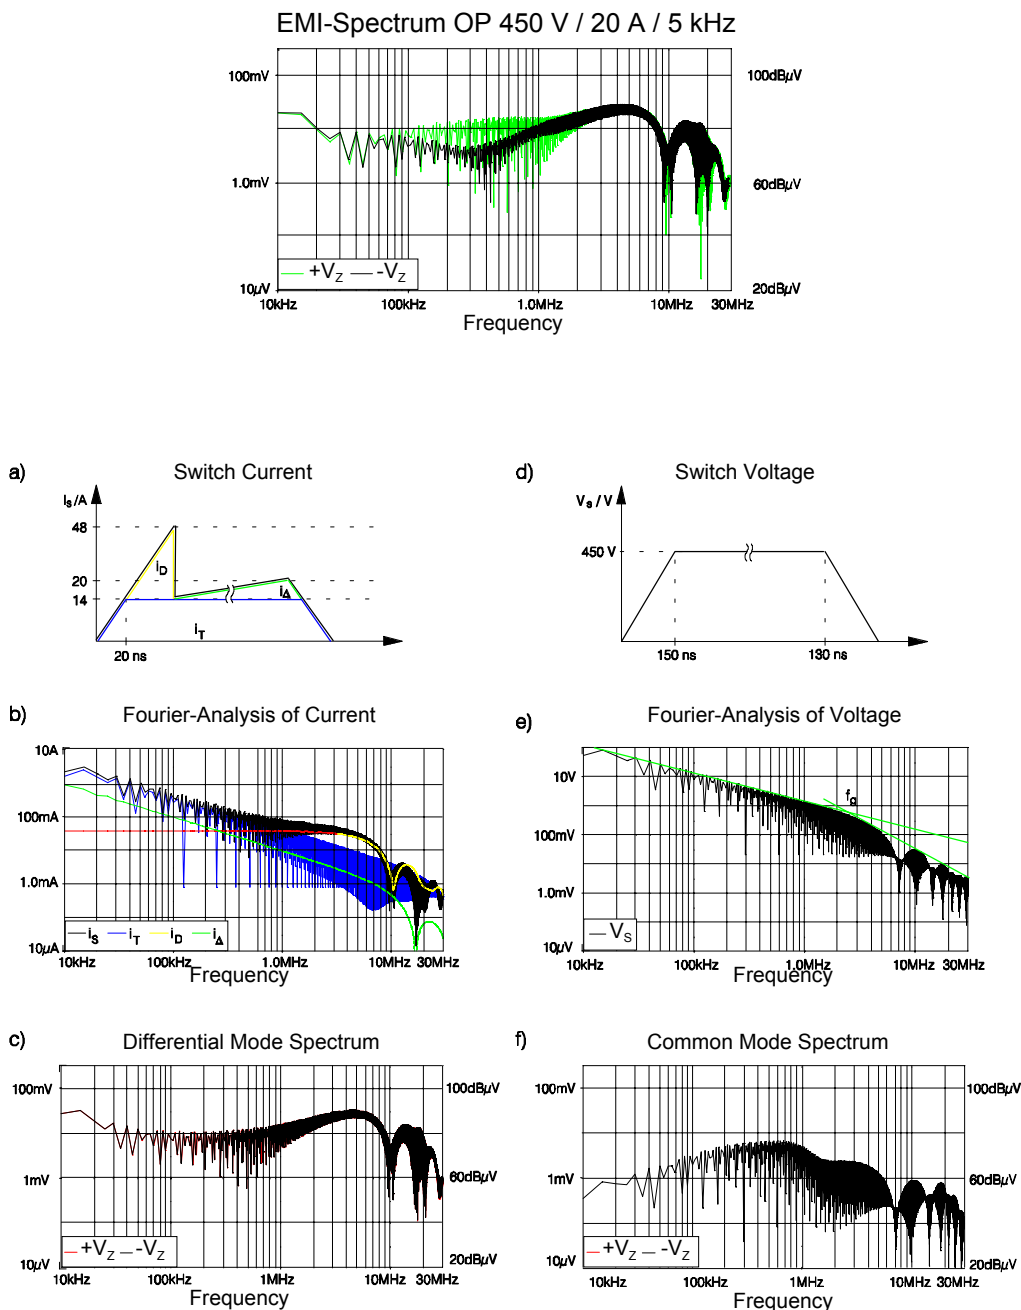 EMI-Spectrum OP 450 V / 20 A / 5 kHz
100mV
1.0mV
10µV
100dBµV
60dBµV
20dBµV
+VZ -VZ
10kHz 100kHz 1.0MHz 10MHz 30MHz
Frequency
a) Switch Current
IS/A
48
20
14
iD
iΔ
iT
20 ns
d) Switch Voltage
VS / V
450 V
150 ns 130 ns
b) Fourier-Analysis of Current
10A
100mA
1.0mA
10µA
iS iT iD iΔ
10kHz 100kHz 1.0MHz 10MHz 30MHz
Frequency
e) Fourier-Analysis of Voltage
10V
100mV
1.0mV
10µV
fg
VS
10kHz 100kHz 1.0MHz 10MHz 30MHz
Frequency
c) Differential Mode Spectrum
100mV
1mV
10µV
100dBµV
60dBµV
20dBµV
+VZ -VZ
10kHz 100kHz 1MHz 10MHz 30MHz
Frequency
f) Common Mode Spectrum
100mV
1mV
10µV
100dBµV
60dBµV
20dBµV
+VZ -VZ
10kHz 100kHz 1MHz 10MHz 30MHz
Frequency